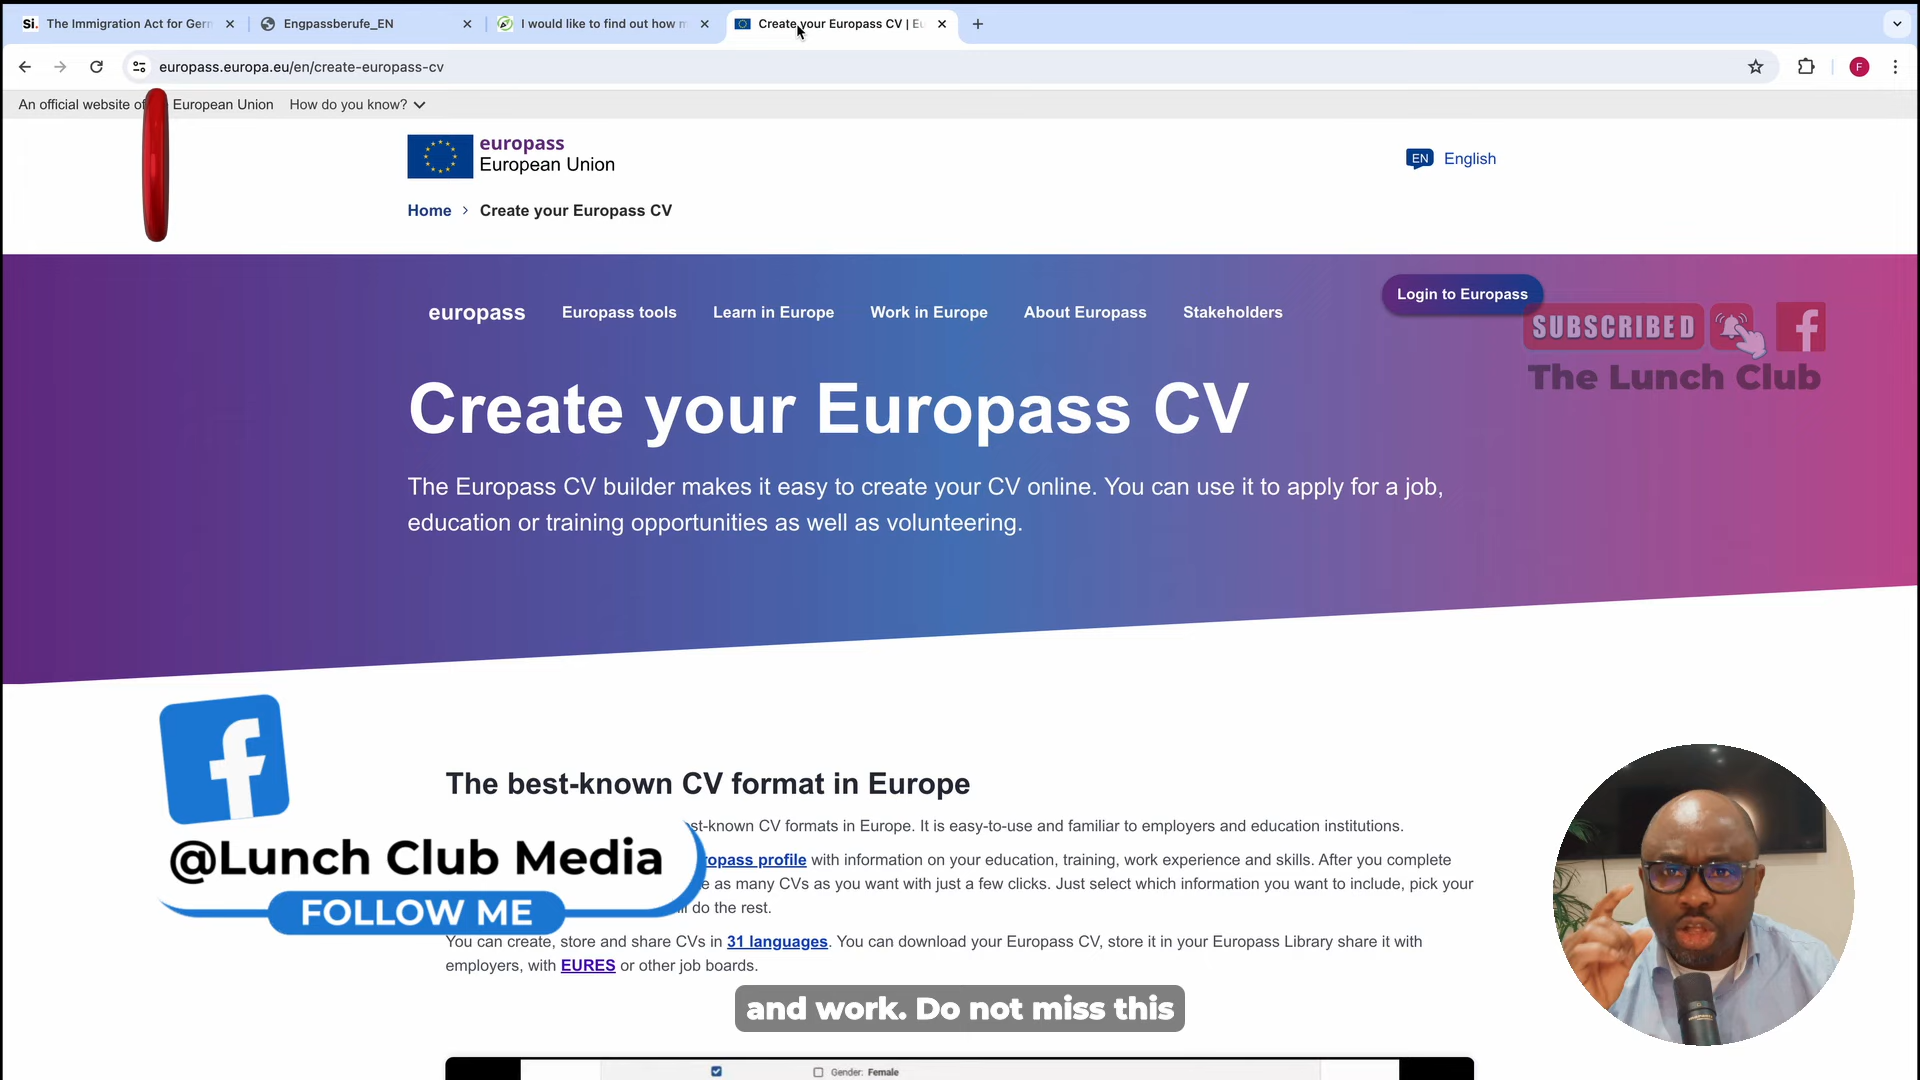 Si. The Immigration Act for Ger
Engpassberufe_EN
I would like to find out how
Create your Europass CV |
europass.europa.eu/en/create-europass-cv
F
An official website of European Union How do you know?
europass
European Union
EN English
Home > Create your Europass CV
Login to Europass
europass Europass tools Learn in Europe Work in Europe About Europass Stakeholders
SUBSCRIBED
The Lunch Club
Create your Europass CV
The Europass CV builder makes it easy to create your CV online. You can use it to apply for a job,
education or training opportunities as well as volunteering.
The best-known CV format in Europe
st-known CV formats in Europe. It is easy-to-use and familiar to employers and education institutions.
ropass profile with information on your education, training, work experience and skills. After you complete
e as many CVs as you want with just a few clicks. Just select which information you want to include, pick your
do the rest.
@Lunch Club Media
FOLLOW ME
You can create, store and share CVs in 31 languages. You can download your Europass CV, store it in your Europass Library share it with
employers, with EURES or other job boards.
and work. Do not miss this
Gender: Female